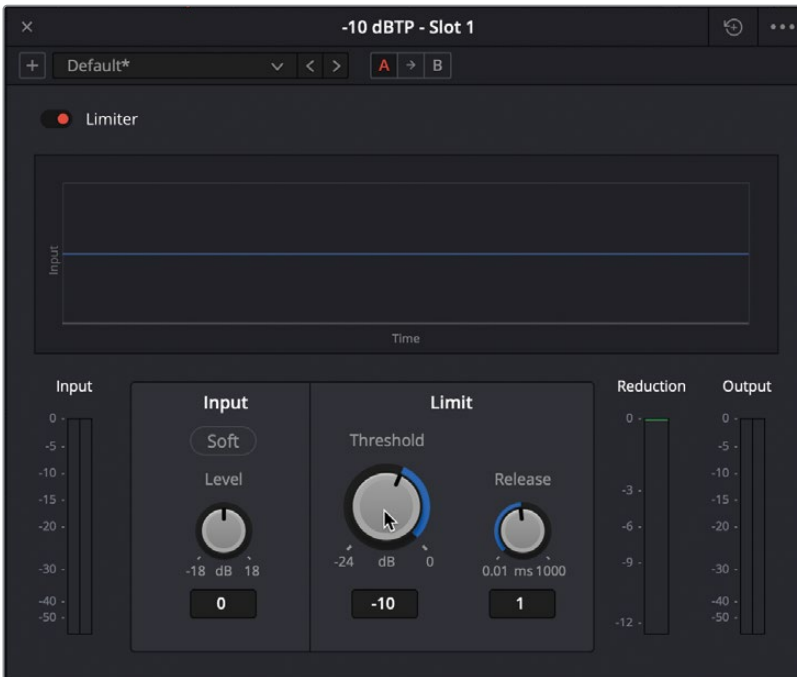 -10 dBTP - Slot 1
Default*
A
B
Limiter
Input
Time
Input
0
-5
-10
-15
-20
-30
-40
-50
Input
Soft
Level
-18 dB 18
0
Limit
Threshold
-24 dB 0
-10
Release
0.01 ms 1000
1
Reduction
0
-3
-6
-9
-12
Output
0
-5
-10
-15
-20
-30
-40
-50